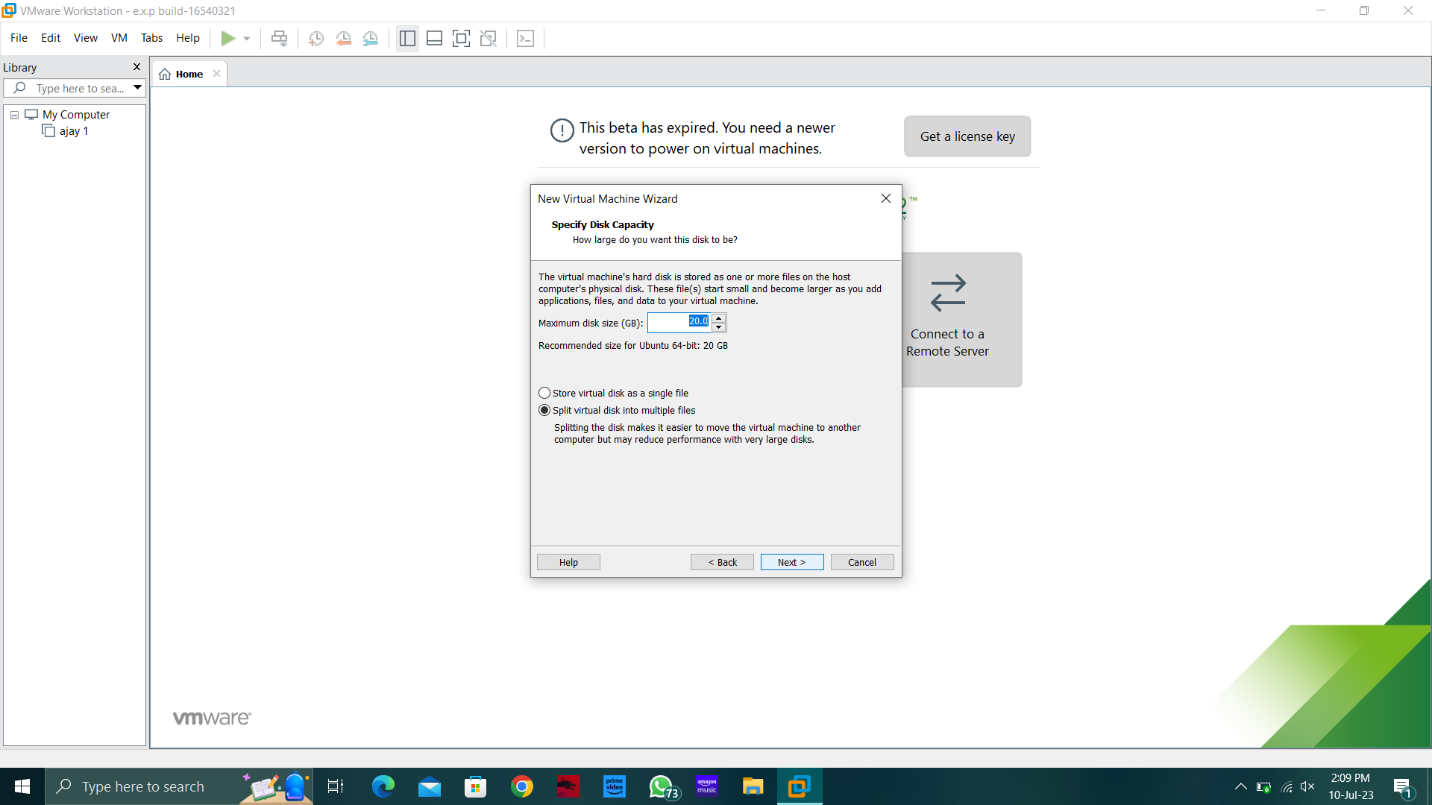 VMware Workstation - e.x.p build-16540321
File Edit View VM Tabs Help
Library
Type here to sea...
My Computer
ajay 1
Home
This beta has expired. You need a newer
version to power on virtual machines.
Get a license key
TM
New Virtual Machine Wizard
Specify Disk Capacity
How large do you want this disk to be?
The virtual machine's hard disk is stored as one or more files on the host
computer's physical disk. These file(s) start small and become larger as you add
applications, files, and data to your virtual machine.
Maximum disk size (GB): 20.0
Recommended size for Ubuntu 64-bit: 20 GB
Store virtual disk as a single file
Split virtual disk into multiple files
Splitting the disk makes it easier to move the virtual machine to another
computer but may reduce performance with very large disks.
Help < Back Next > Cancel
Connect to a
Remote Server
vmware
Type here to search
prime
video
73
amazon
music
2:09 PM
10-Jul-23
1